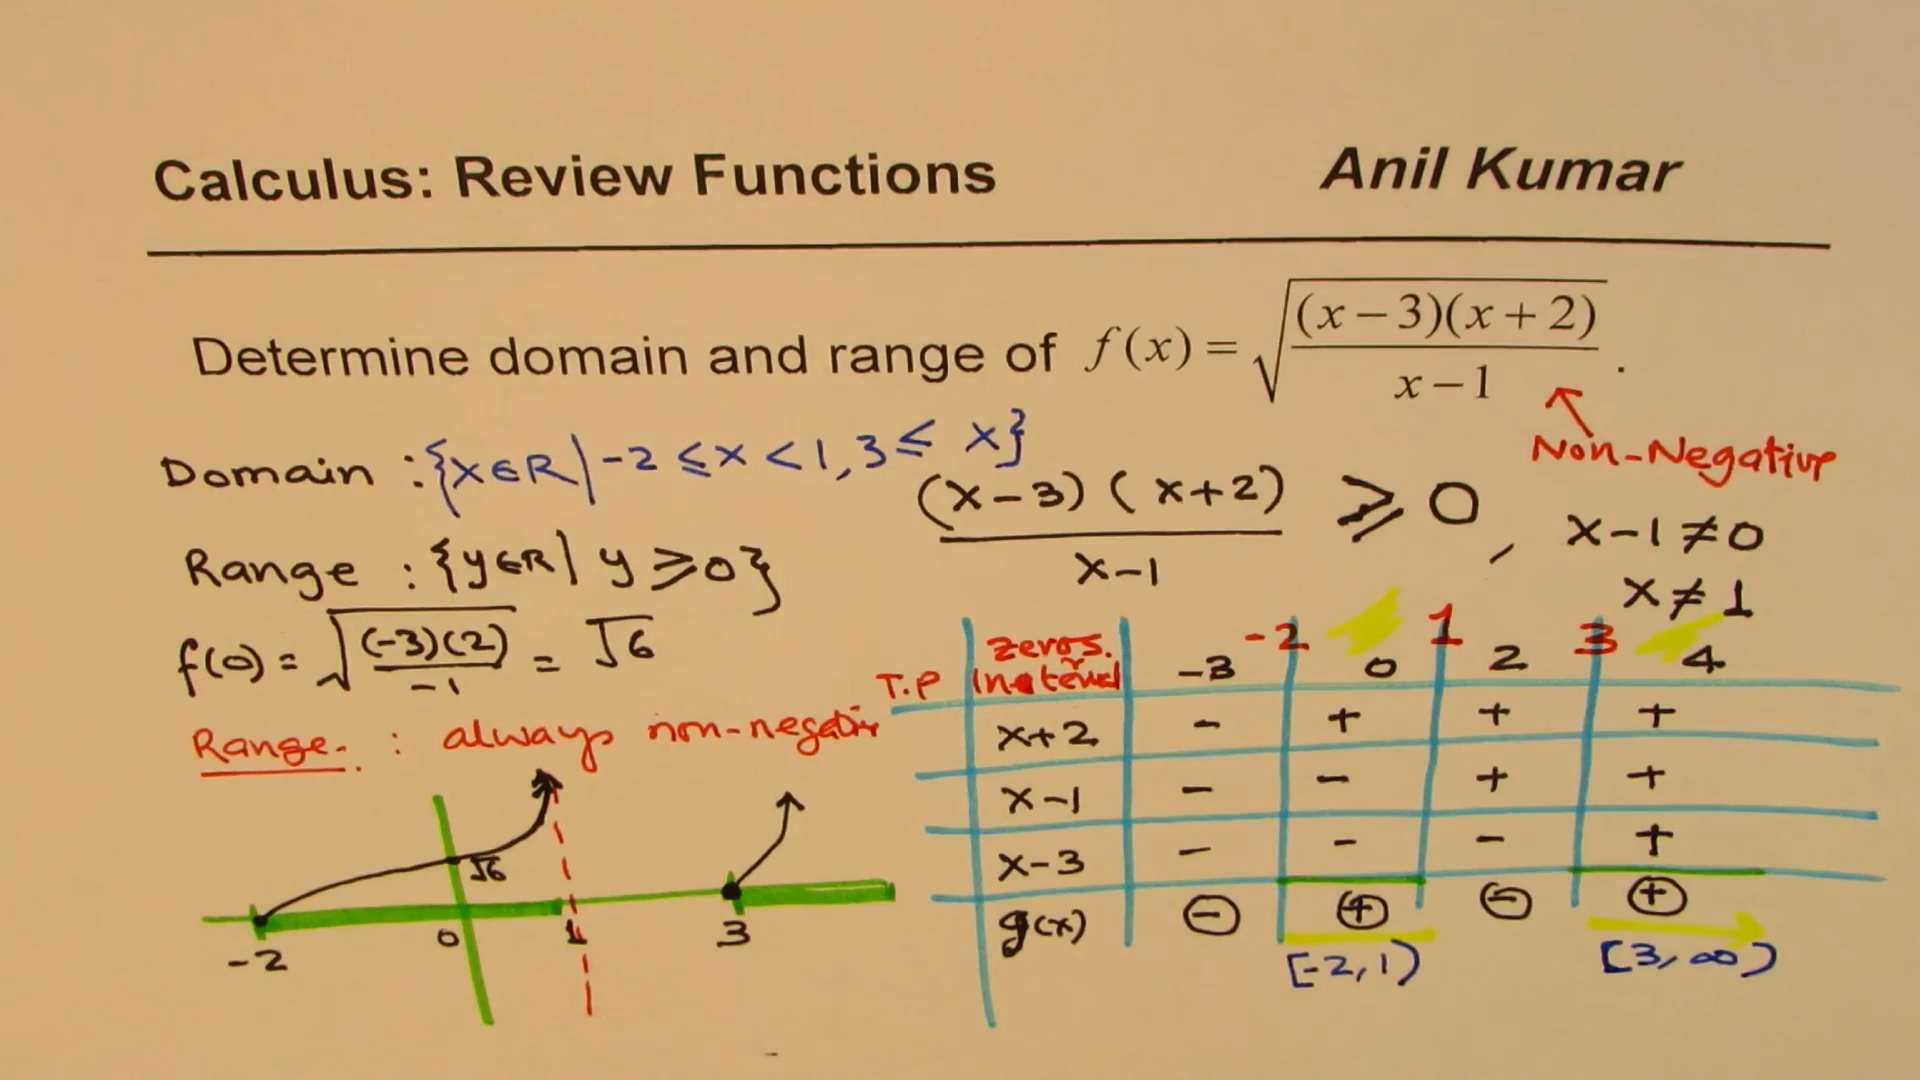 Calculus: Review Functions Anil Kumar
Determine domain and range of f(x) = √((x−3)(x+2)/(x−1)) .
Non-Negative
Domain : {x∈R | -2 ≤ x < 1, 3 ≤ x}
(x-3)(x+2)/(x-1) ≥ 0 , x-1 ≠ 0
x ≠ 1
Range : {y∈R | y ≥ 0}
f(0) = √((-3)(2)/-1) = √6
Range : always non-negativ
√6
-2 0 1 3
zeros. -2 1 3
T.P -3 0 2 4
x+2 - + + +
x-1 - - + +
x-3 - - - +
g(x) - + - +
[-2, 1) [3, ∞)